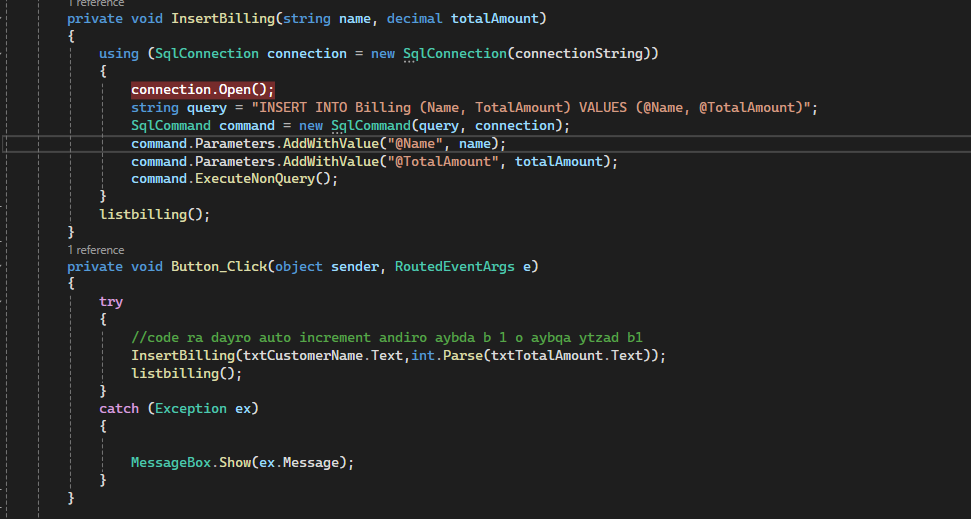 1 reference
private void InsertBilling(string name, decimal totalAmount)
{
using (SqlConnection connection = new SqlConnection(connectionString))
{
connection.Open();
string query = "INSERT INTO Billing (Name, TotalAmount) VALUES (@Name, @TotalAmount)";
SqlCommand command = new SqlCommand(query, connection);
command.Parameters.AddWithValue("@Name", name);
command.Parameters.AddWithValue("@TotalAmount", totalAmount);
command.ExecuteNonQuery();
}
listbilling();
}
1 reference
private void Button_Click(object sender, RoutedEventArgs e)
{
try
{
//code ra dayro auto increment andiro aybda b 1 o aybqa ytzad b1
InsertBilling(txtCustomerName.Text,int.Parse(txtTotalAmount.Text));
listbilling();
}
catch (Exception ex)
{
MessageBox.Show(ex.Message);
}
}